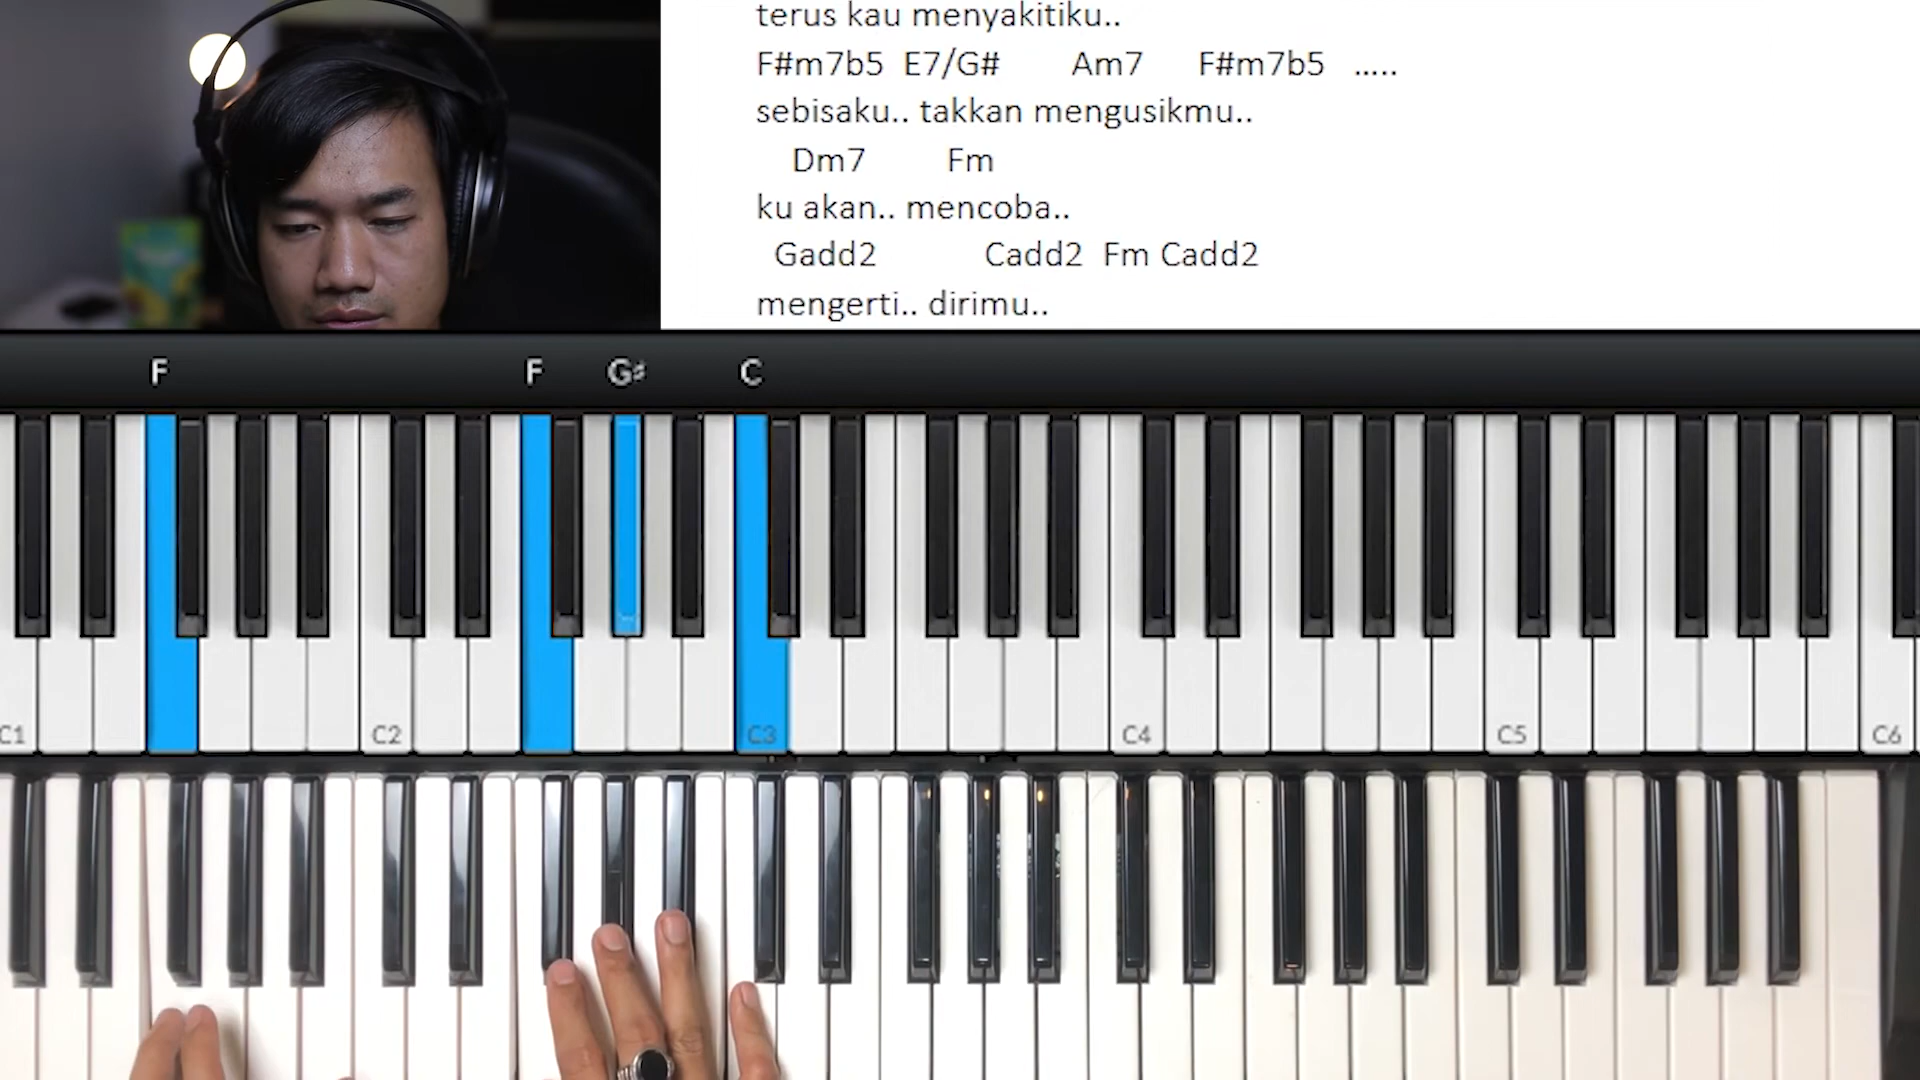 terus kau menyakitiku..
F#m7b5 E7/G# Am7 F#m7b5 .....
sebisaku.. takkan mengusikmu..
Dm7 Fm
ku akan.. mencoba..
Gadd2 Cadd2 Fm Cadd2
mengerti.. dirimu..
F F G# C
C1 C2 C3 C4 C5 C6